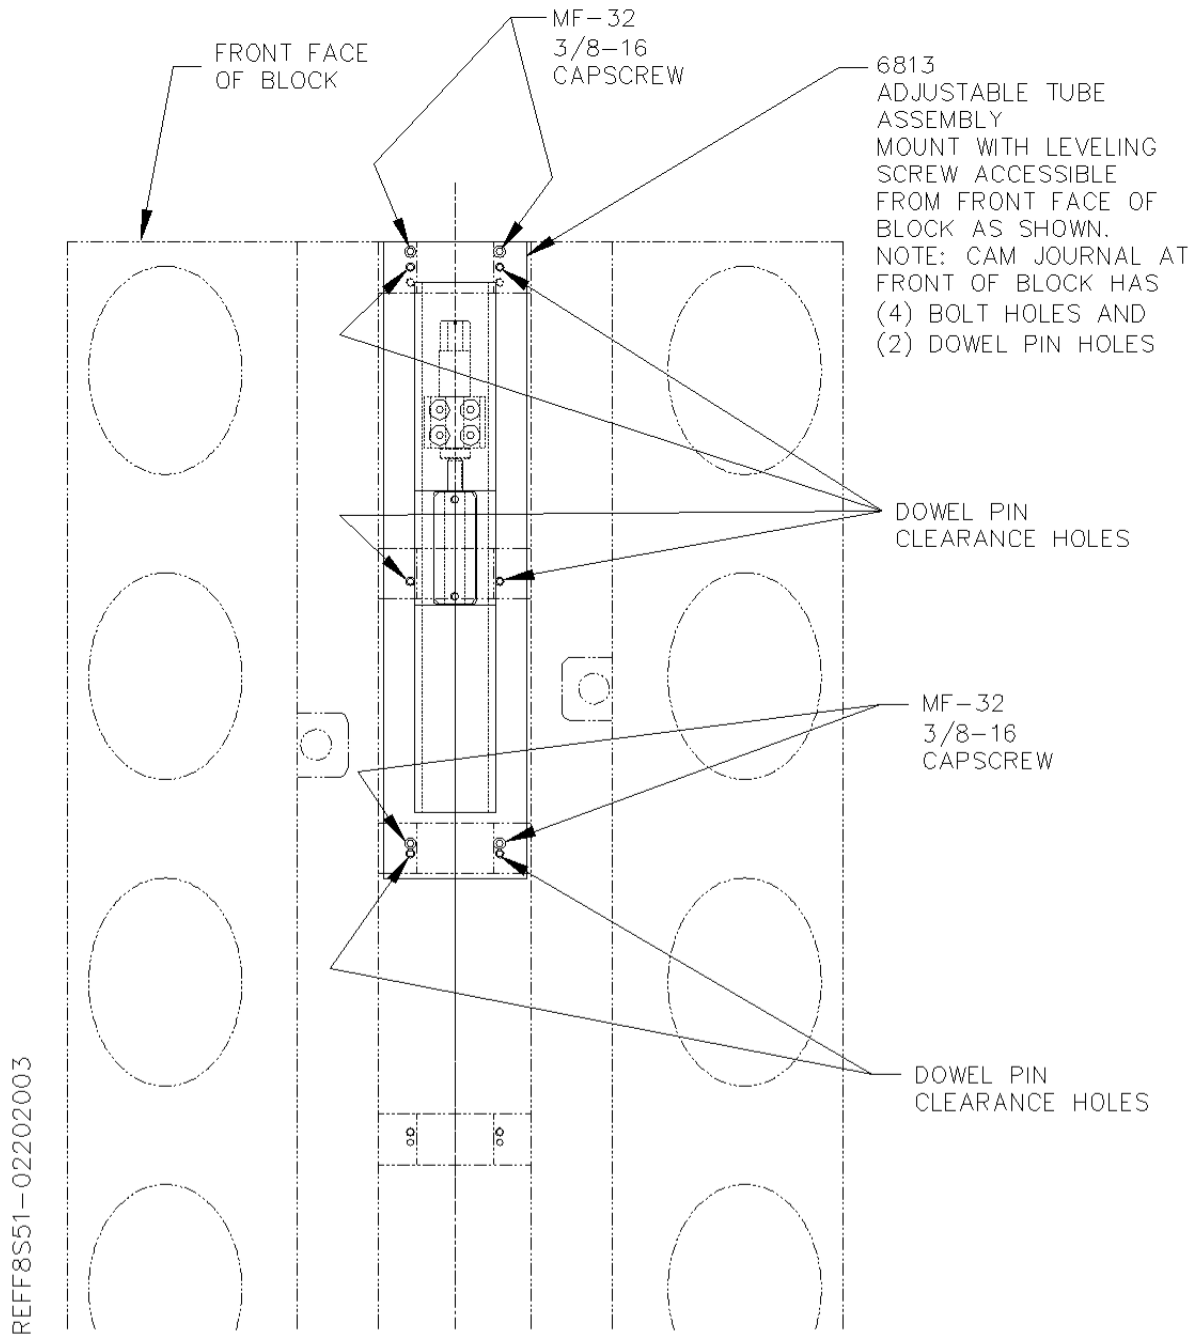 MF-32
3/8-16
CAPSCREW
FRONT FACE
OF BLOCK
6813
ADJUSTABLE TUBE
ASSEMBLY
MOUNT WITH LEVELING
SCREW ACCESSIBLE
FROM FRONT FACE OF
BLOCK AS SHOWN.
NOTE: CAM JOURNAL AT
FRONT OF BLOCK HAS
(4) BOLT HOLES AND
(2) DOWEL PIN HOLES
DOWEL PIN
CLEARANCE HOLES
MF-32
3/8-16
CAPSCREW
DOWEL PIN
CLEARANCE HOLES
REFF8S51-02202003